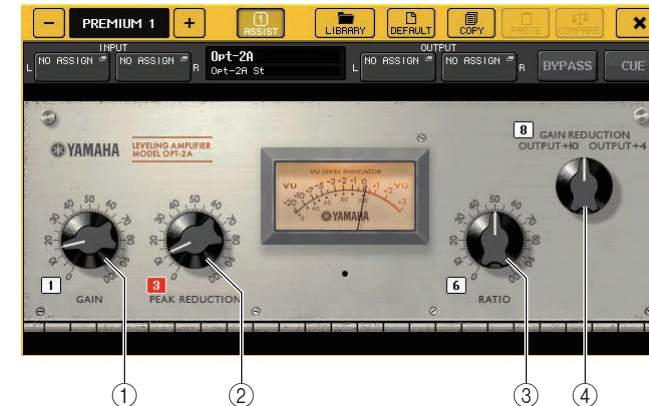 − PREMIUM 1 +
1 ASSIST
LIBRARY
DEFAULT
COPY
PASTE
COMPARE
×
INPUT
L NO ASSIGN NO ASSIGN R
Opt-2A
Opt-2A St
OUTPUT
L NO ASSIGN NO ASSIGN R
BYPASS
CUE
YAMAHA
LEVELING AMPLIFIER
MODEL OPT-2A
VU LEVEL INDICATOR
VU
YAMAHA
8 GAIN REDUCTION
OUTPUT+10 OUTPUT+4
1 GAIN
3 PEAK REDUCTION
6 RATIO
① ② ③ ④